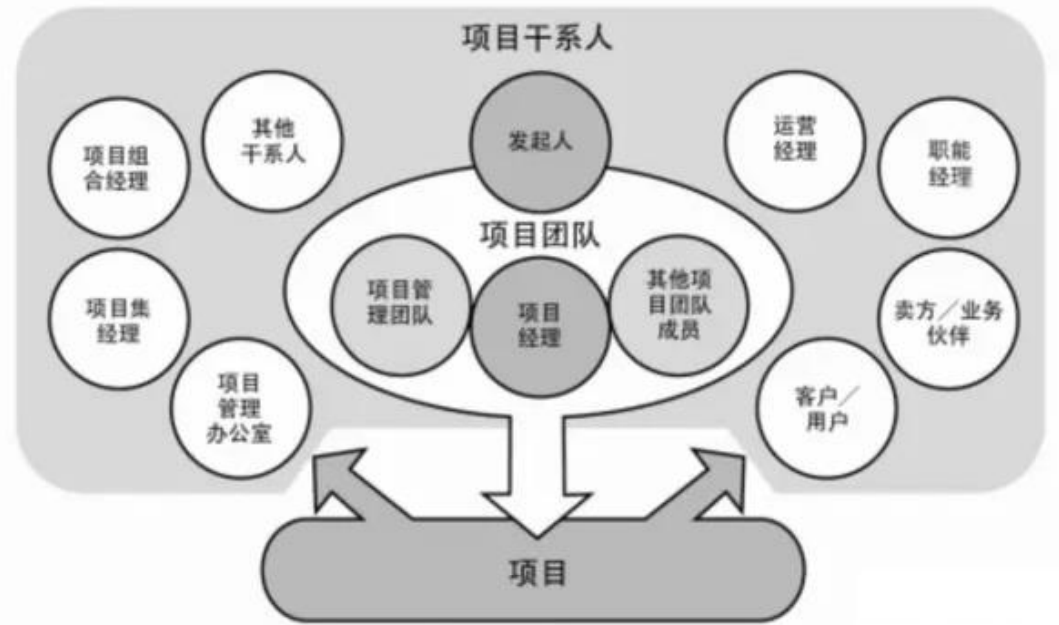 项目干系人
项目组
合经理
其他
干系人
发起人
运营
经理
职能
经理
项目团队
项目集
经理
项目管
理团队
项目
经理
其他项
目团队
成员
卖方／业务
伙伴
项目
管理
办公室
客户／
用户
项目